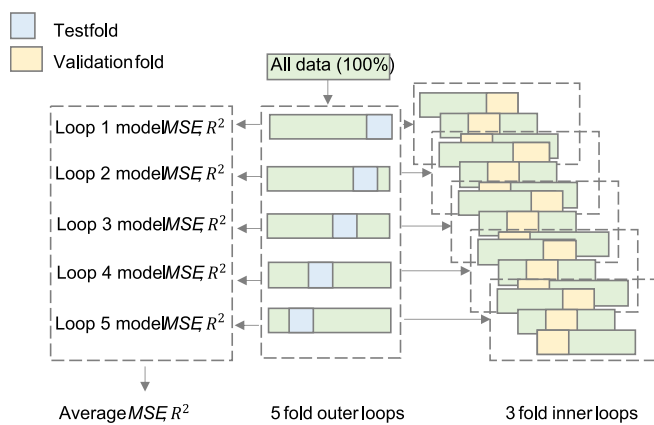 Testfold
Validation fold
All data (100%)
Loop 1 model MSE, R²
Loop 2 model MSE, R²
Loop 3 model MSE, R²
Loop 4 model MSE, R²
Loop 5 model MSE, R²
Average MSE, R²
5 fold outer loops
3 fold inner loops